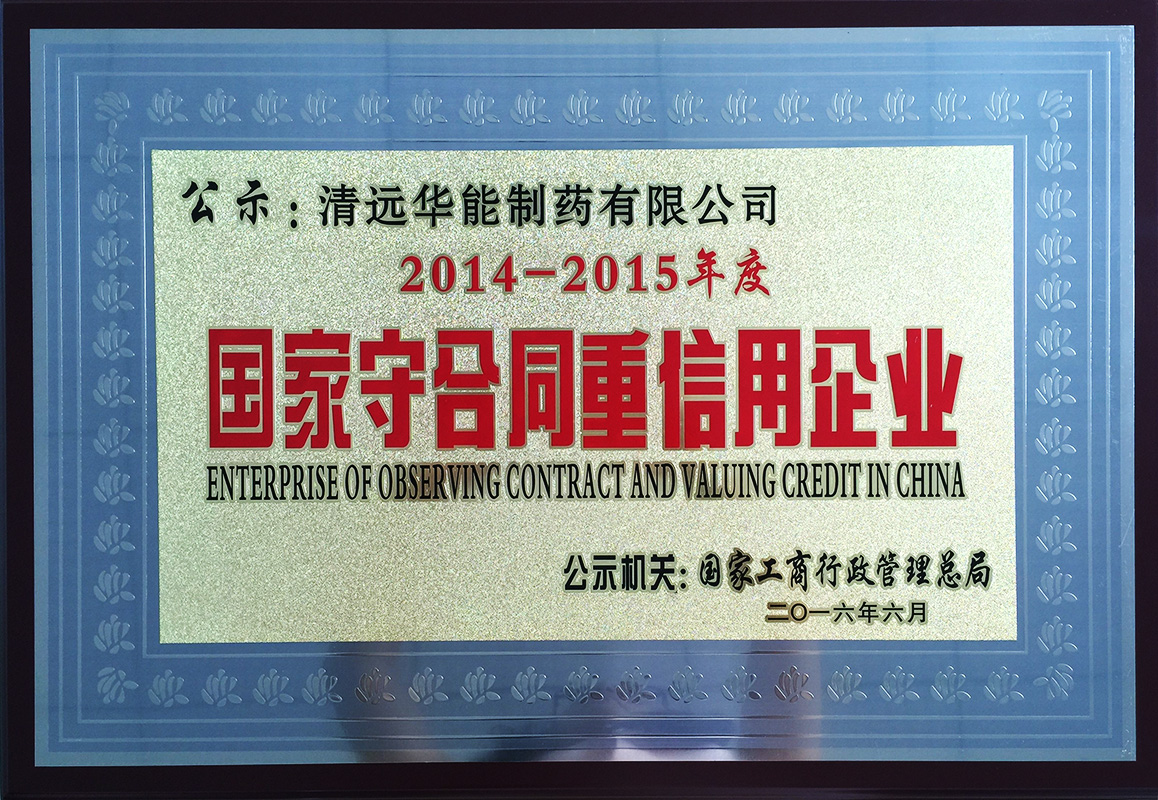 公示：清远华能制药有限公司
2014－2015年度
国家守合同重信用企业
ENTERPRISE OF OBSERVING CONTRACT AND VALUING CREDIT IN CHINA
公示机关：国家工商行政管理总局
二〇一六年六月